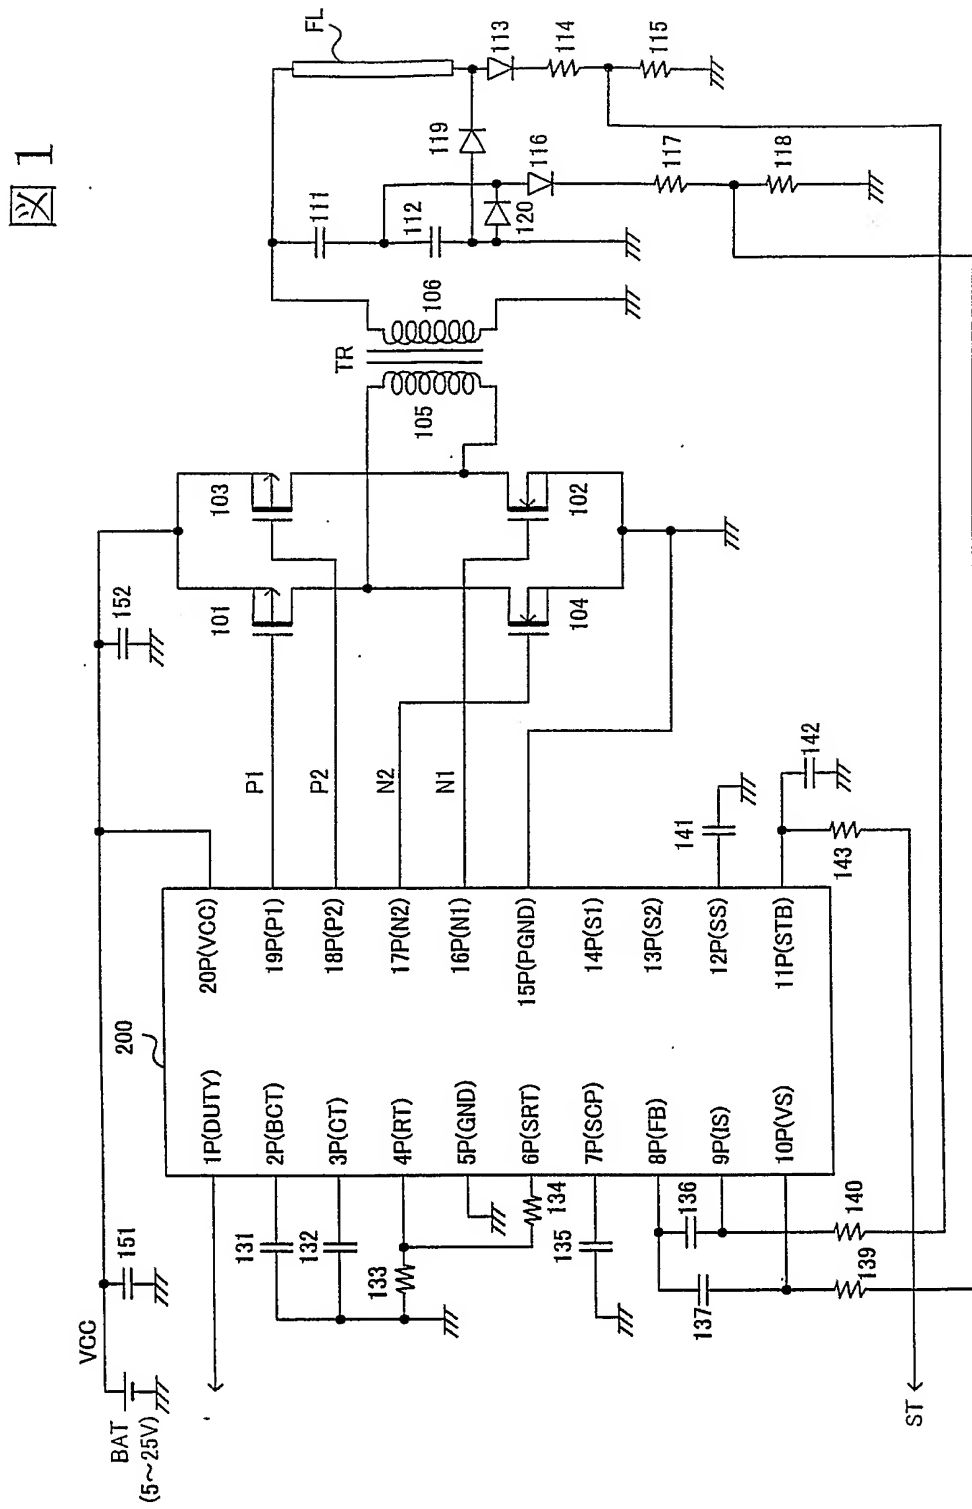 図 1
BAT
(5~25V)
VCC
151
152
200
1P(DUTY)
2P(BCT)
3P(CT)
4P(RT)
5P(GND)
6P(SRT)
7P(SCP)
8P(FB)
9P(IS)
10P(VS)
20P(VCC)
19P(P1)
18P(P2)
17P(N2)
16P(N1)
15P(PGND)
14P(S1)
13P(S2)
12P(SS)
11P(STB)
131
132
133
134
135
136
137
139
140
141
142
143
ST
P1
P2
N2
N1
101
103
104
102
TR
105
106
111
112
FL
119
120
113
114
115
116
117
118